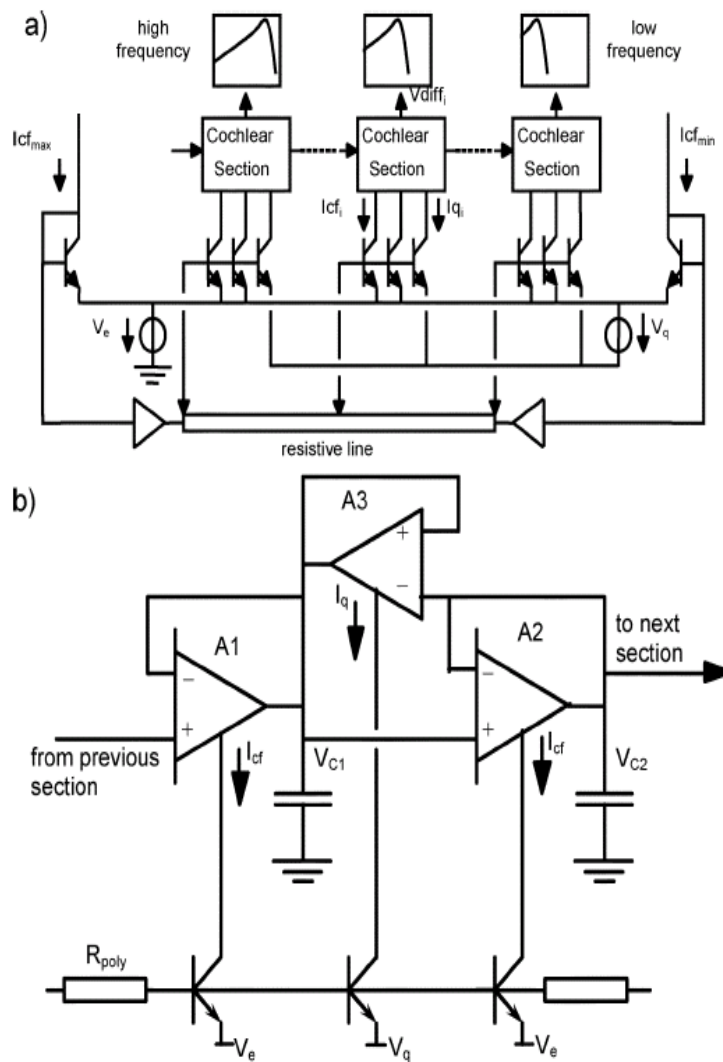 a)
high
frequency
low
frequency
Vdiffi
Icfmax
Cochlear
Section
Cochlear
Section
Cochlear
Section
Icfmin
Icfi
Iqi
Ve
Vq
resistive line
b)
A3
+
−
Iq
A1
A2
to next
section
−
+
−
+
from previous
section
Icf
VC1
Icf
VC2
Rpoly
Ve
Vq
Ve